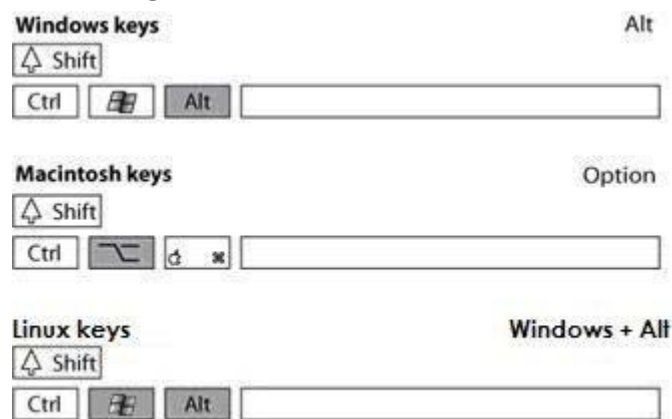 Windows keys Alt
Shift
Ctrl Alt
Macintosh keys Option
Shift
Ctrl ⌥ ⌘
Linux keys Windows + Alt
Shift
Ctrl Alt